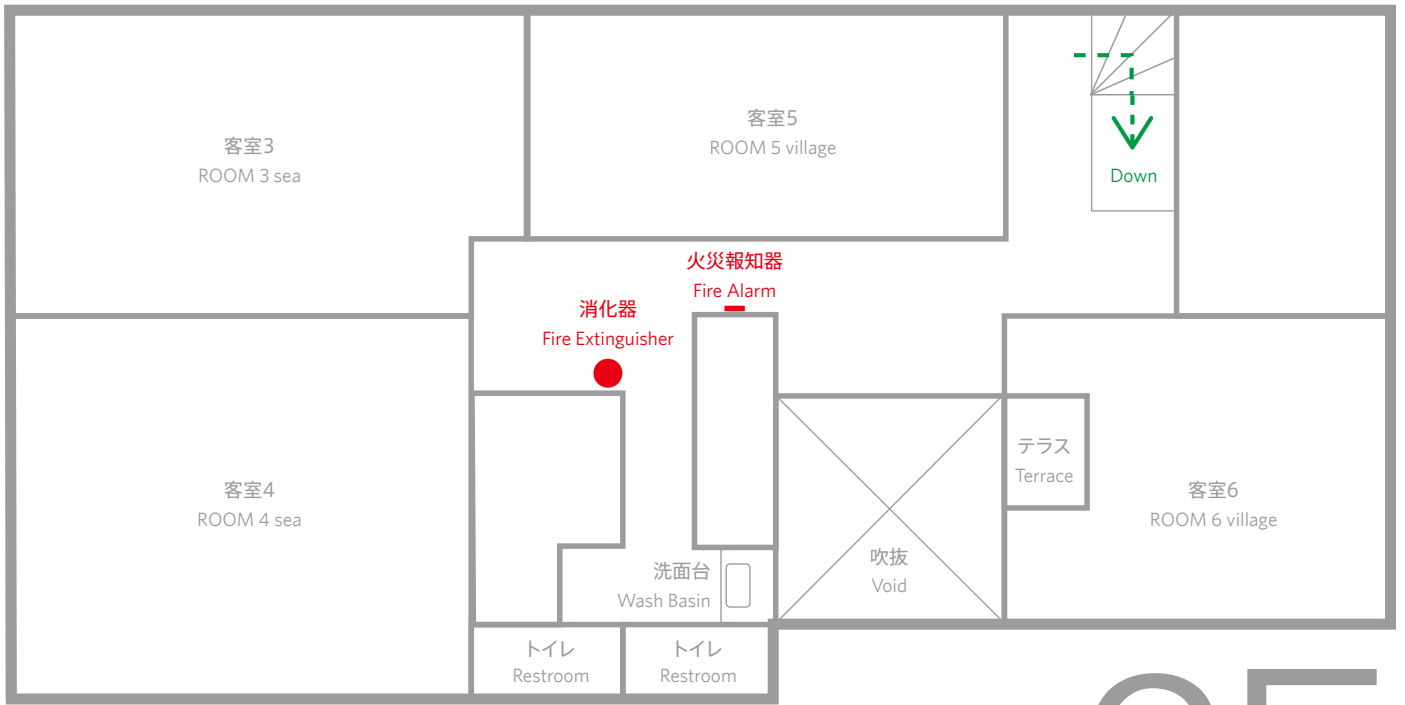 客室3
ROOM 3 sea
客室5
ROOM 5 village
Down
火災報知器
Fire Alarm
消化器
Fire Extinguisher
客室4
ROOM 4 sea
テラス
Terrace
客室6
ROOM 6 village
吹抜
Void
洗面台
Wash Basin
トイレ
Restroom
トイレ
Restroom